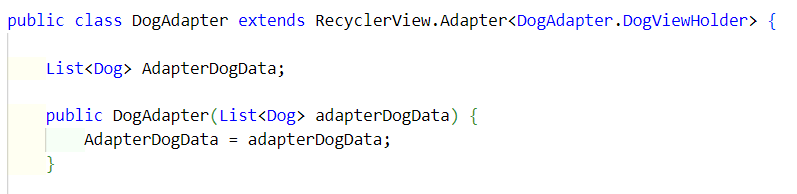 public class DogAdapter extends RecyclerView.Adapter<DogAdapter.DogViewHolder> {
List<Dog> AdapterDogData;
public DogAdapter(List<Dog> adapterDogData) {
AdapterDogData = adapterDogData;
}